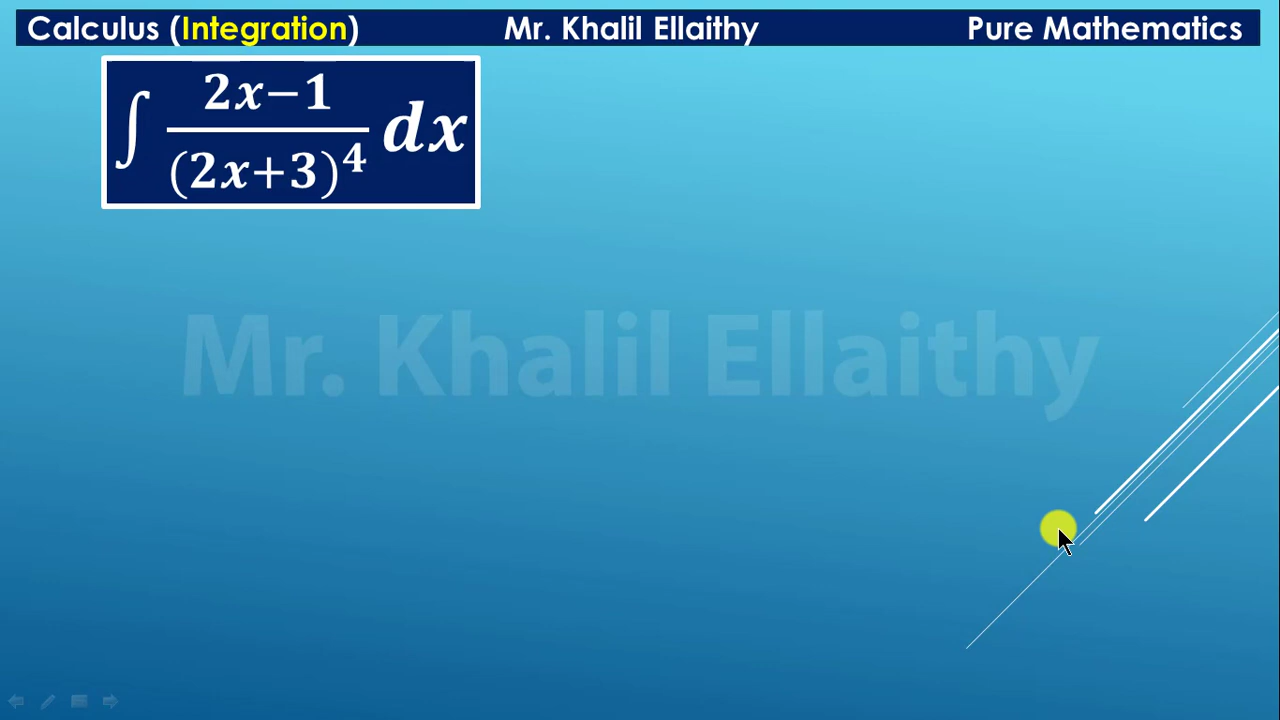 Calculus (Integration) Mr. Khalil Ellaithy Pure Mathematics
∫ (2x−1)/(2x+3)⁴ dx
Mr. Khalil Ellaithy